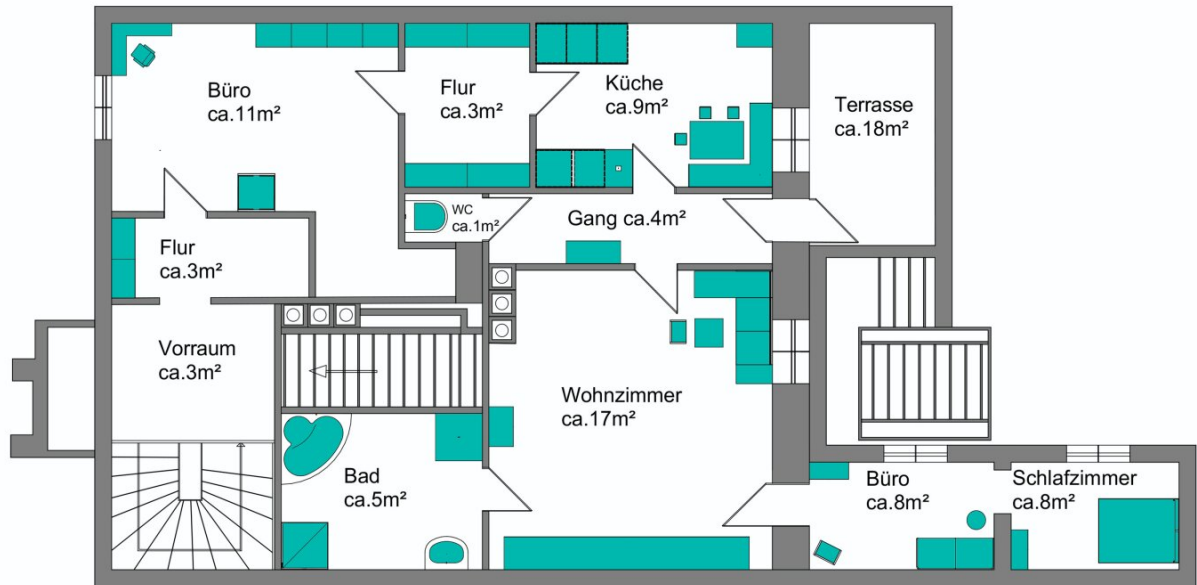 Büro
ca.11m²
Flur
ca.3m²
Küche
ca.9m²
Terrasse
ca.18m²
WC
ca.1m²
Gang ca.4m²
Flur
ca.3m²
Vorraum
ca.3m²
Wohnzimmer
ca.17m²
Bad
ca.5m²
Büro
ca.8m²
Schlafzimmer
ca.8m²